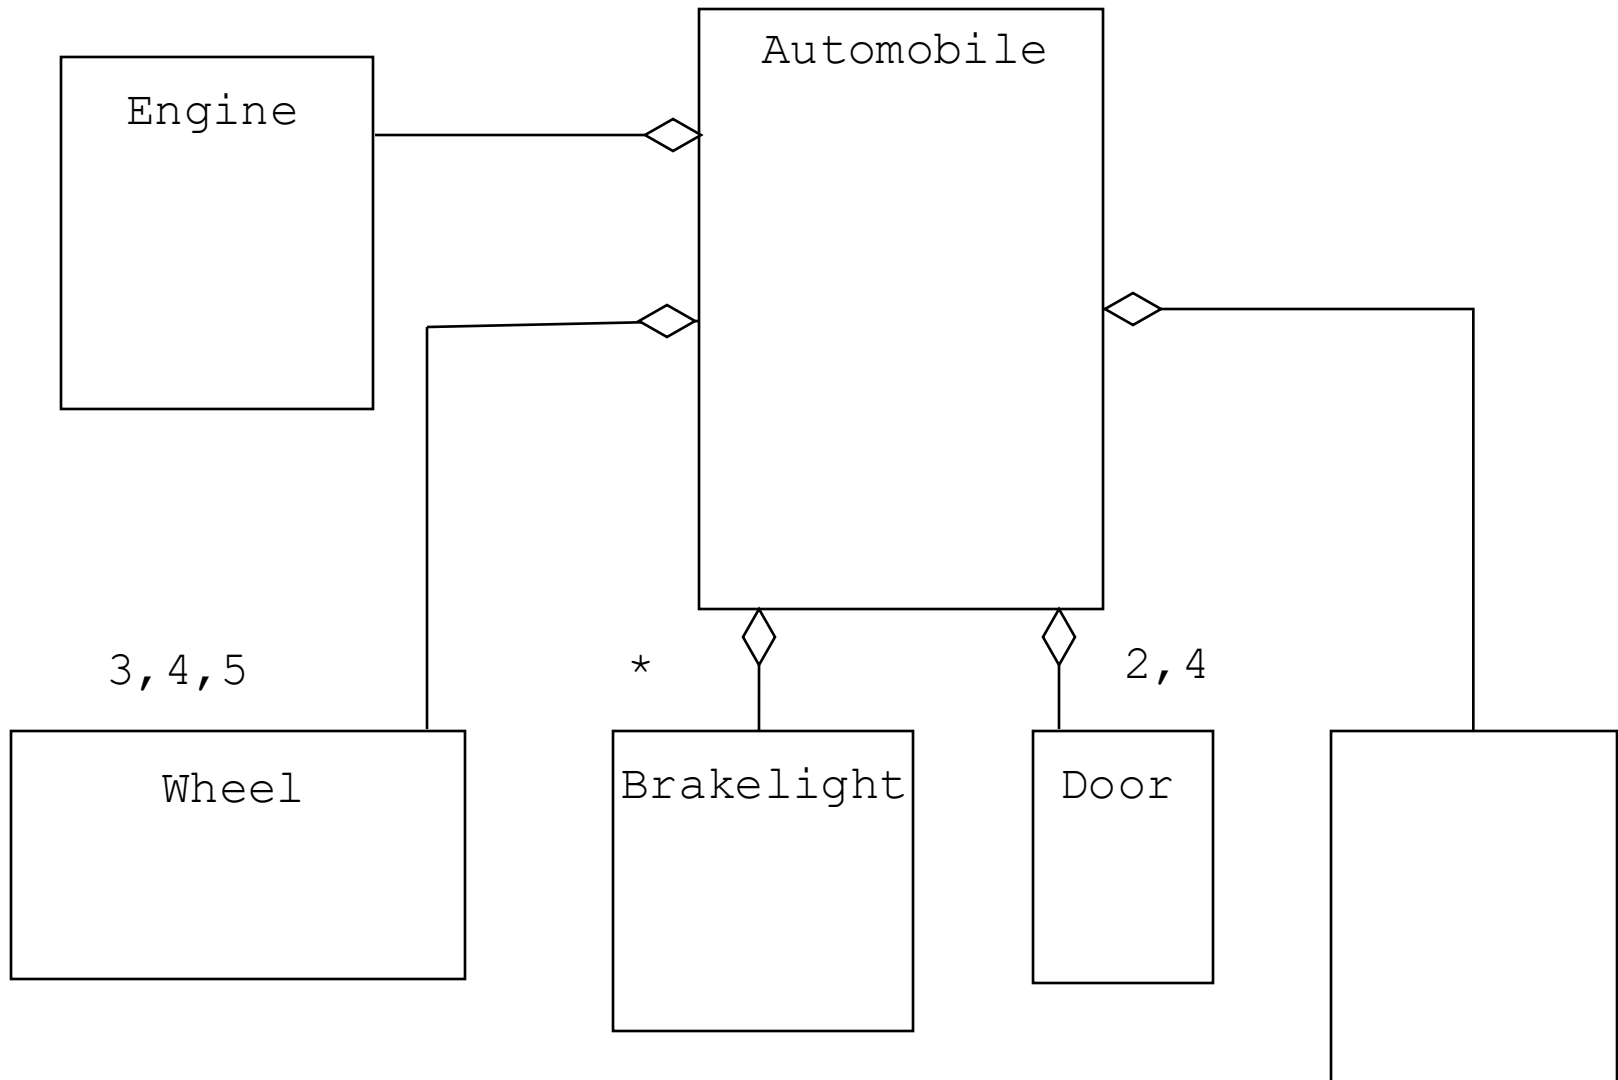 Automobile
Engine
3,4,5
*
2,4
Wheel
Brakelight
Door